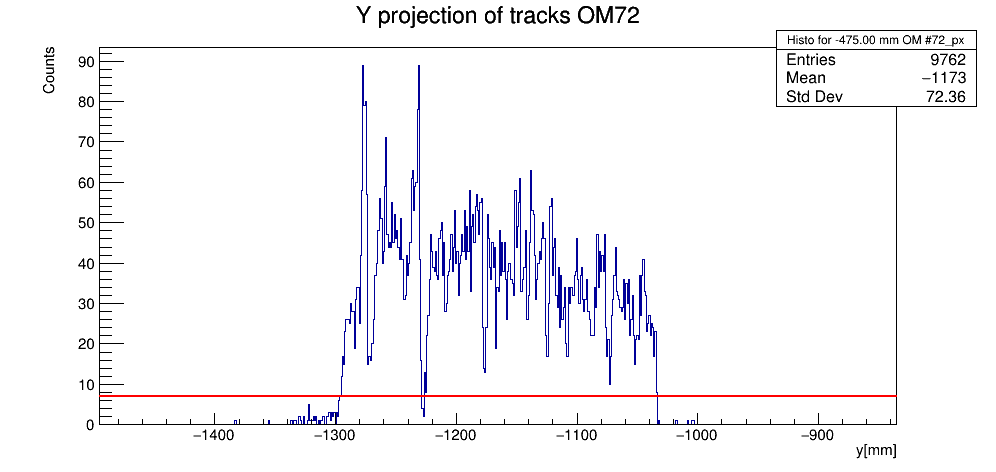 Y projection of tracks OM72
Histo for -475.00 mm OM #72_px
Entries 9762
Mean −1173
Std Dev 72.36
Counts
90
80
70
60
50
40
30
20
10
0
−1400 −1300 −1200 −1100 −1000 −900
y[mm]